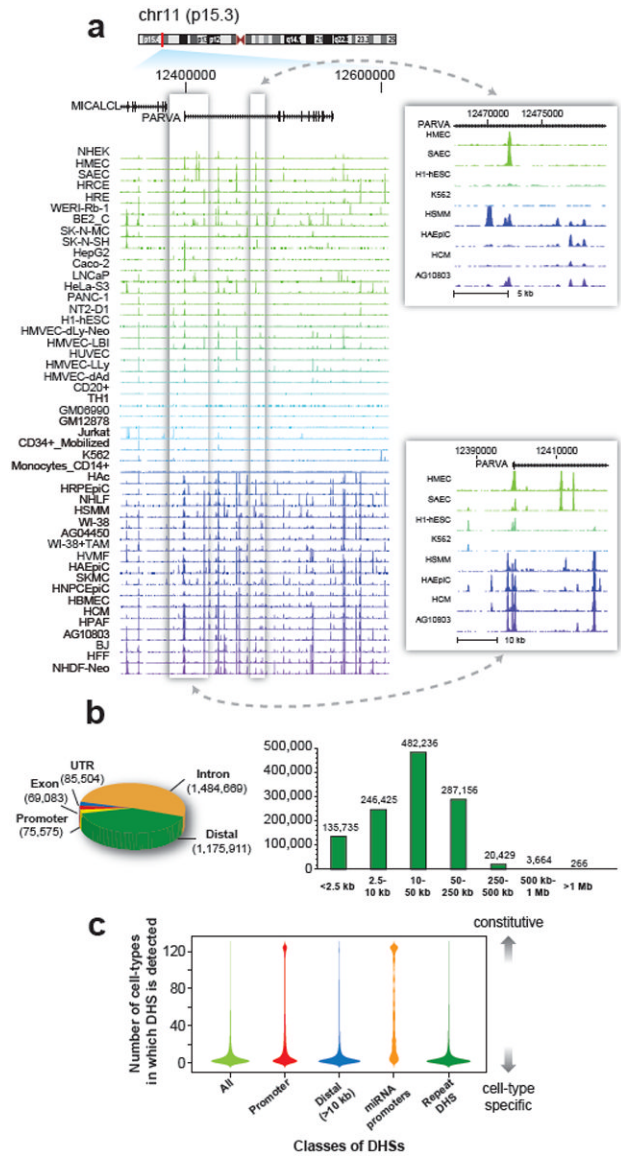 a
chr11 (p15.3)
p15.4
q14.1
q22.3
23.3
12400000
12600000
MICALCL
PARVA
NHEK
HMEC
SAEC
HRCE
HRE
WERI-Rb-1
BE2_C
SK-N-MC
SK-N-SH
HepG2
Caco-2
LNCaP
HeLa-S3
PANC-1
NT2-D1
H1-hESC
HMVEC-dLy-Neo
HMVEC-LBI
HUVEC
HMVEC-LLy
HMVEC-dAd
CD20+
TH1
GM06990
GM12878
Jurkat
CD34+_Mobilized
K562
Monocytes_CD14+
HAc
HRPEpiC
NHLF
HSMM
WI-38
AG04450
WI-38+TAM
HVMF
HAEpiC
SKMC
HNPCEpiC
HBMEC
HCM
HPAF
AG10803
BJ
HFF
NHDF-Neo
12470000
12475000
PARVA
HMEC
SAEC
H1-hESC
K562
HSMM
HAEpiC
HCM
AG10803
5 kb
12390000
12410000
PARVA
HMEC
SAEC
H1-hESC
K562
HSMM
HAEpiC
HCM
AG10803
10 kb
b
UTR
(85,504)
Exon
(69,083)
Promoter
(75,575)
Intron
(1,484,669)
Distal
(1,175,911)
500,000
400,000
300,000
200,000
100,000
0
135,735
246,425
482,236
287,156
20,429
3,664
266
<2.5 kb
2.5-
10 kb
10-
50 kb
50-
250 kb
250-
500 kb
500 kb-
1 Mb
>1 Mb
c
Number of cell-types
in which DHS is detected
120
80
40
0
All
Promoter
Distal
(>10 kb)
miRNA
promoters
Repeat
DHS
Classes of DHSs
constitutive
cell-type
specific